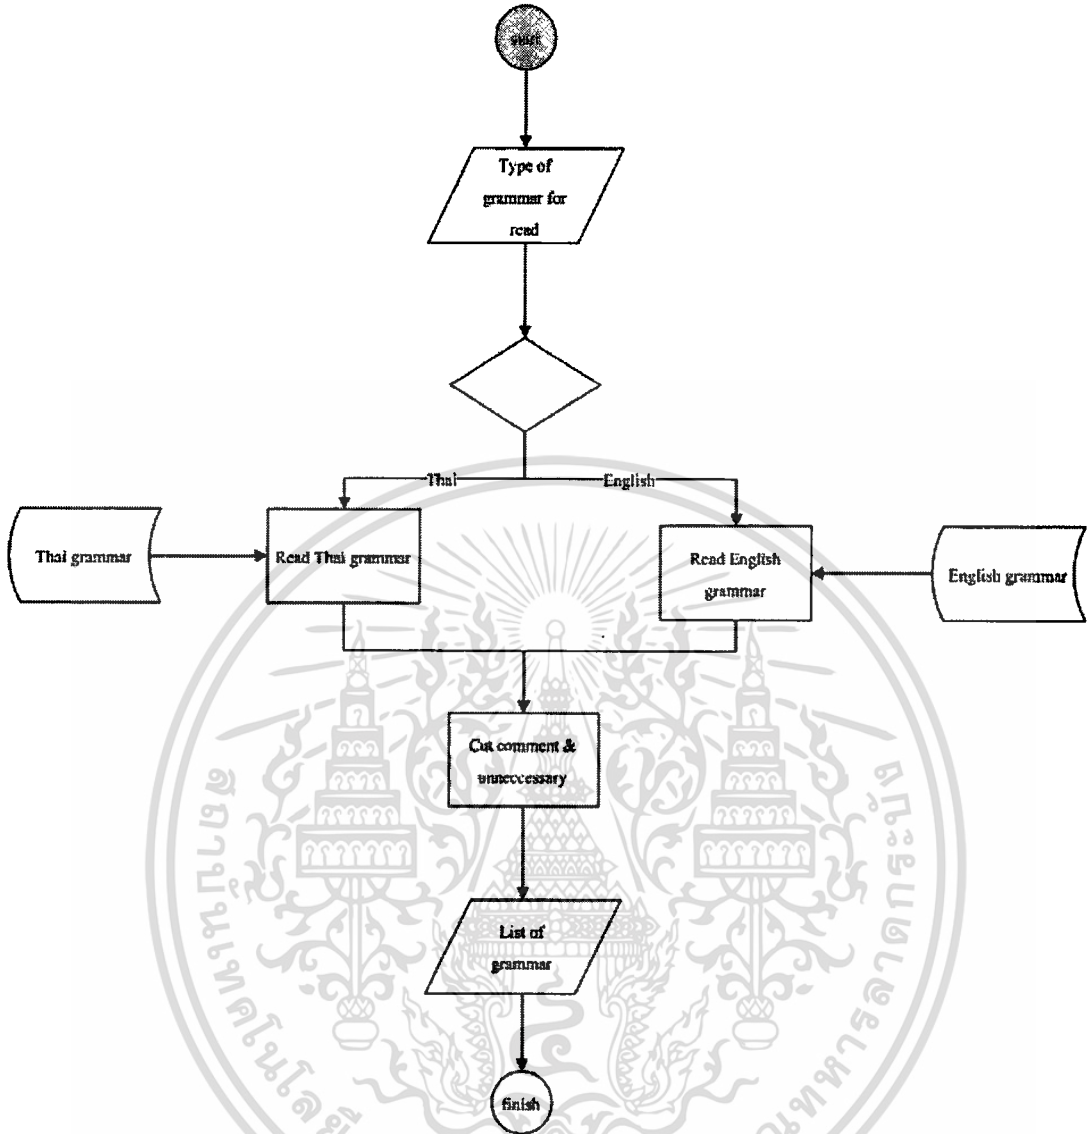 start
Type of
grammar for
read
Thai
English
Thai grammar
Read Thai grammar
Read English
grammar
English grammar
Cut comment &
unneccessary
List of
grammar
finish